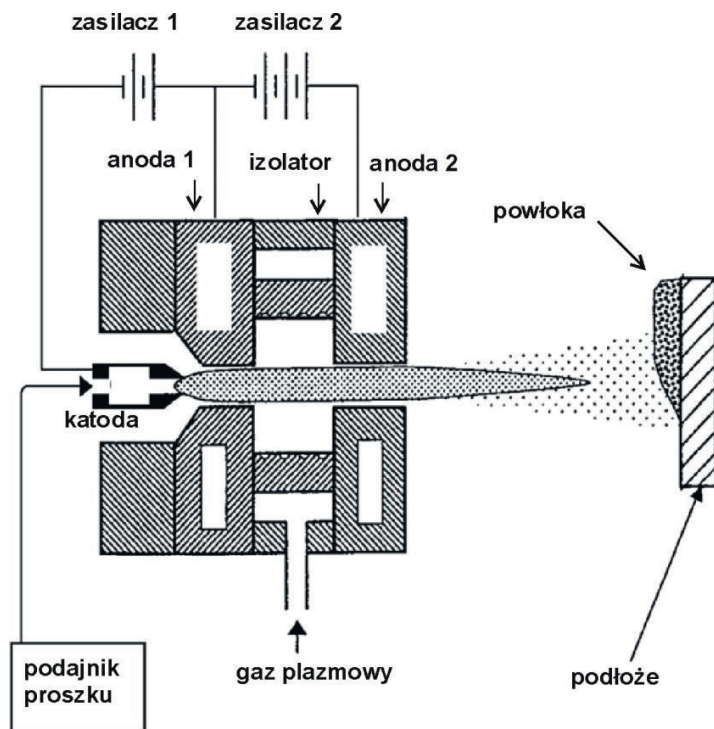 zasilacz 1
zasilacz 2
anoda 1
izolator
anoda 2
powłoka
katoda
podajnik
proszku
gaz plazmowy
podłoże